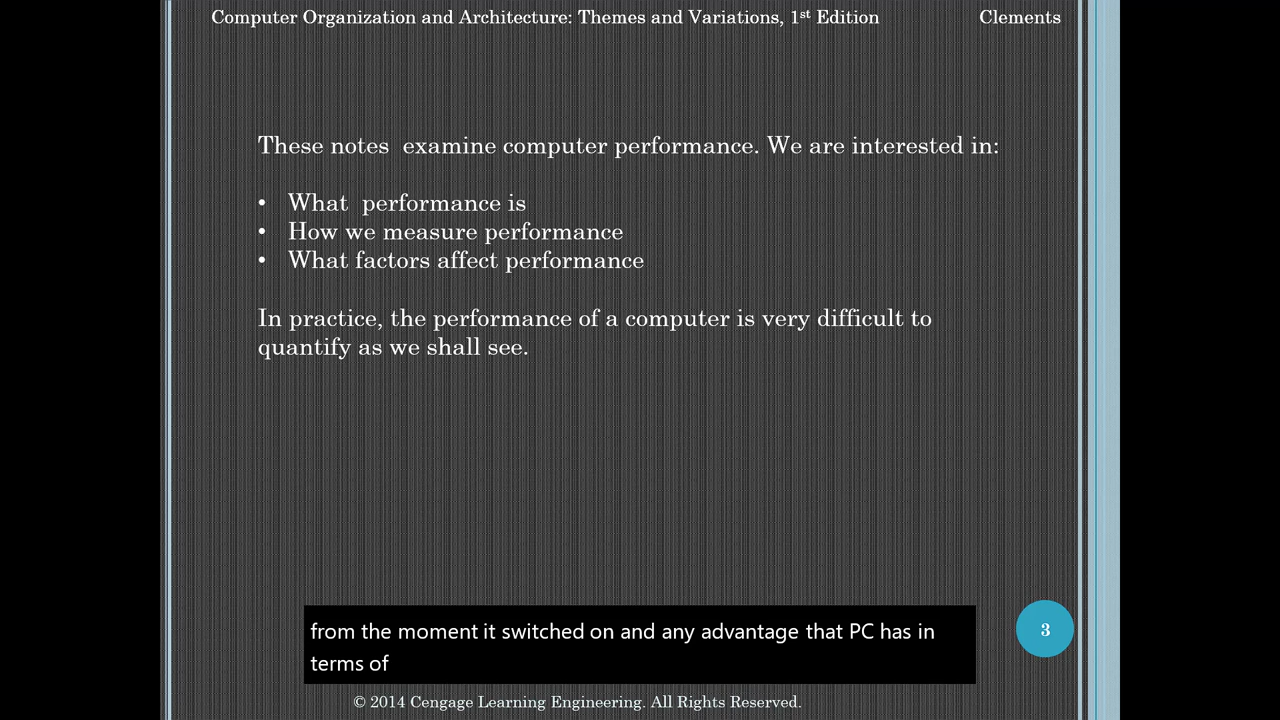 Computer Organization and Architecture: Themes and Variations, 1st Edition Clements
These notes examine computer performance. We are interested in:
• What performance is
• How we measure performance
• What factors affect performance
In practice, the performance of a computer is very difficult to
quantify as we shall see.
from the moment it switched on and any advantage that PC has in
terms of
3
© 2014 Cengage Learning Engineering. All Rights Reserved.